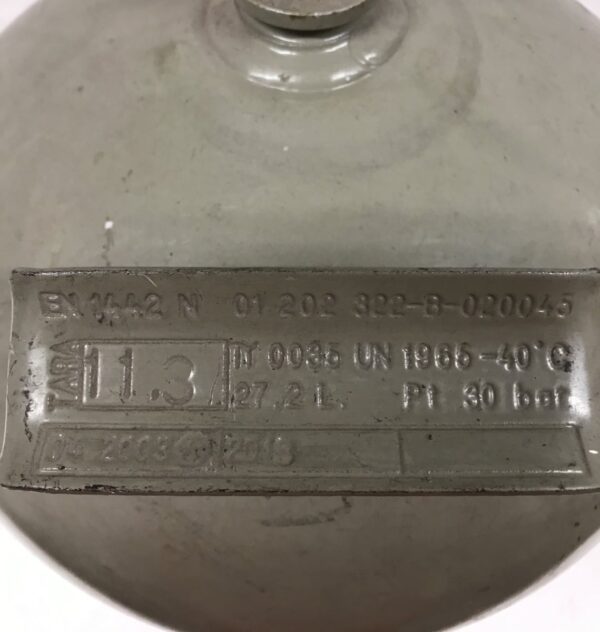 EN 1442 N 01 202 322-B-020045
TARA 11.3 π 0035 UN 1965 -40°C
27.2 L. Pt 30 bar
04 2003 2018